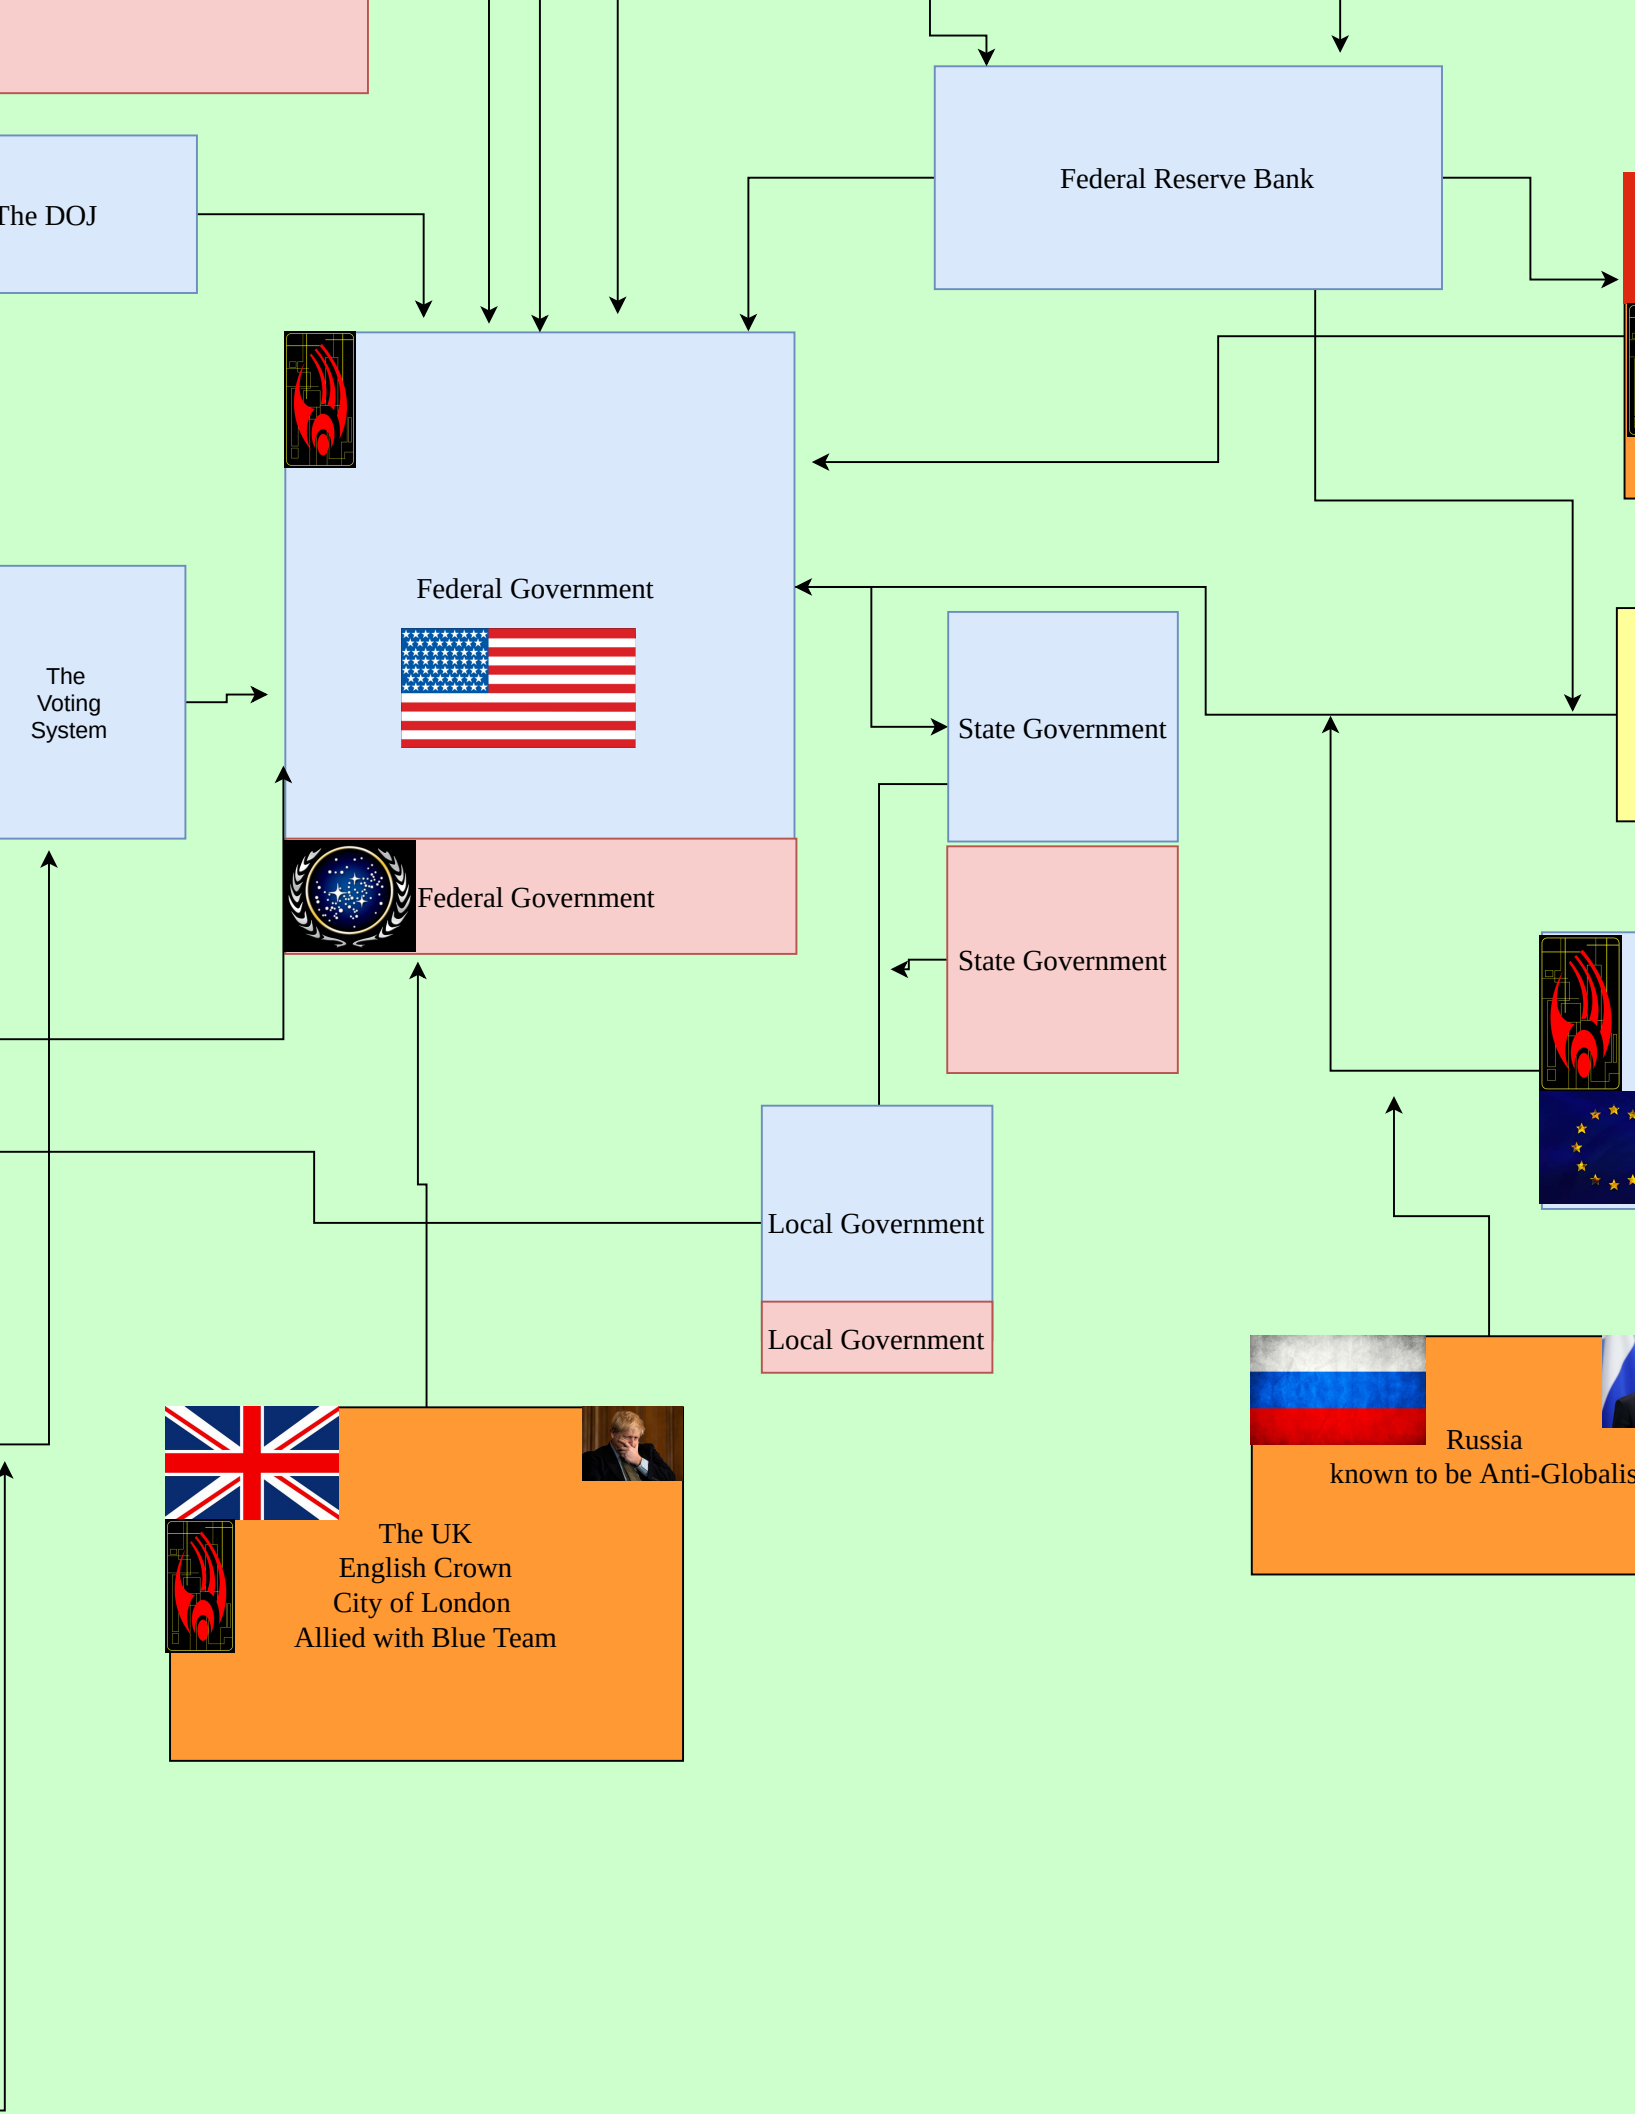 Federal Reserve Bank
The DOJ
Federal Government
The
Voting
System
State Government
Federal Government
State Government
Local Government
Local Government
Russia
known to be Anti-Globalis
The UK
English Crown
City of London
Allied with Blue Team